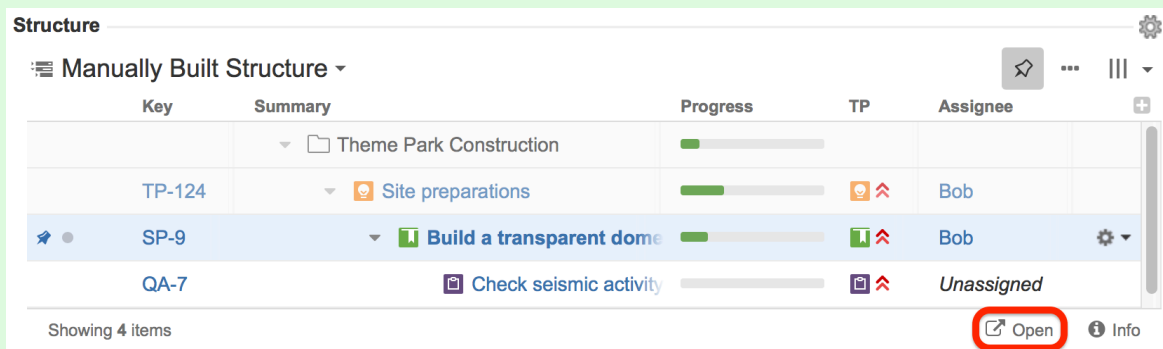 Structure
Manually Built Structure
Key Summary Progress TP Assignee
Theme Park Construction
TP-124 Site preparations Bob
SP-9 Build a transparent dome Bob
QA-7 Check seismic activity Unassigned
Showing 4 items Open Info